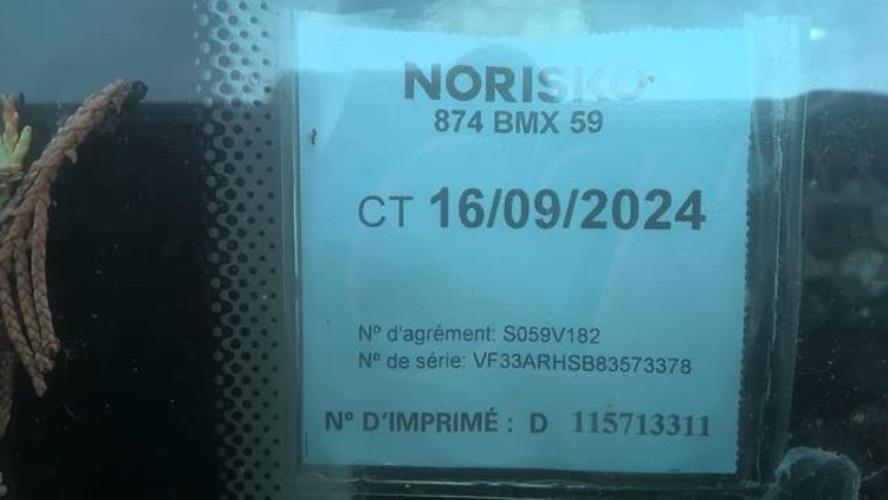 NORISKO
874 BMX 59
CT 16/09/2024
N° d'agrément: S059V182
N° de série: VF33ARHSB83573378
N° D'IMPRIMÉ : D 115713311